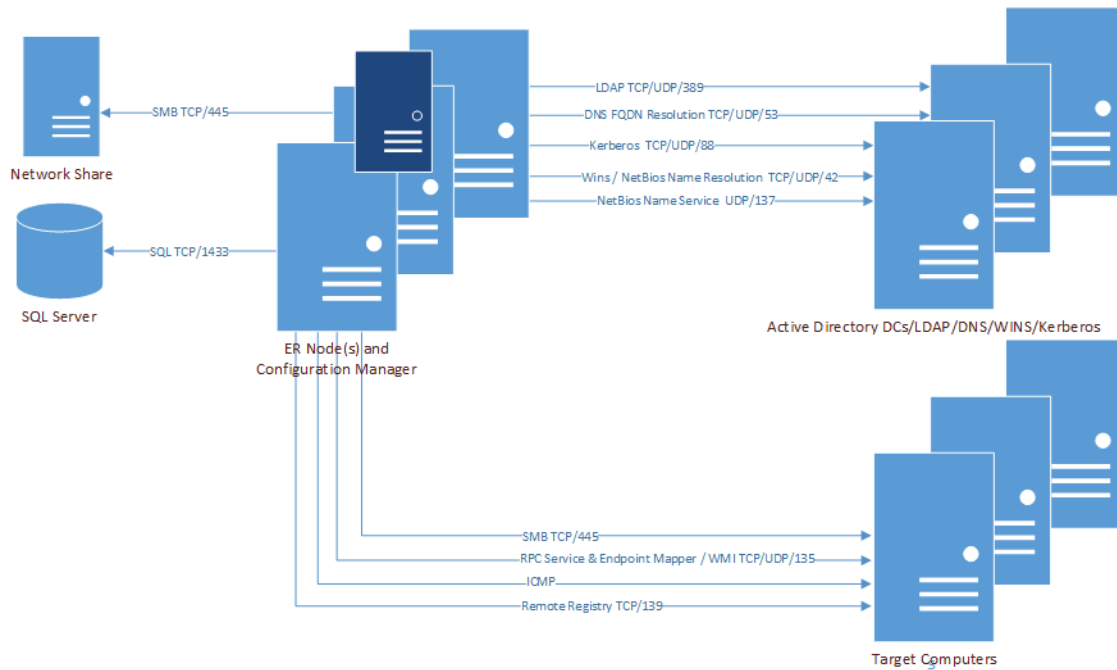 SMB TCP/445
Network Share
SQL TCP/1433
SQL Server
ER Node(s) and
Configuration Manager
LDAP TCP/UDP/389
DNS FQDN Resolution TCP/UDP/53
Kerberos TCP/UDP/88
Wins / NetBios Name Resolution TCP/UDP/42
NetBios Name Service UDP/137
Active Directory DCs/LDAP/DNS/WINS/Kerberos
SMB TCP/445
RPC Service & Endpoint Mapper / WMI TCP/UDP/135
ICMP
Remote Registry TCP/139
Target Computers